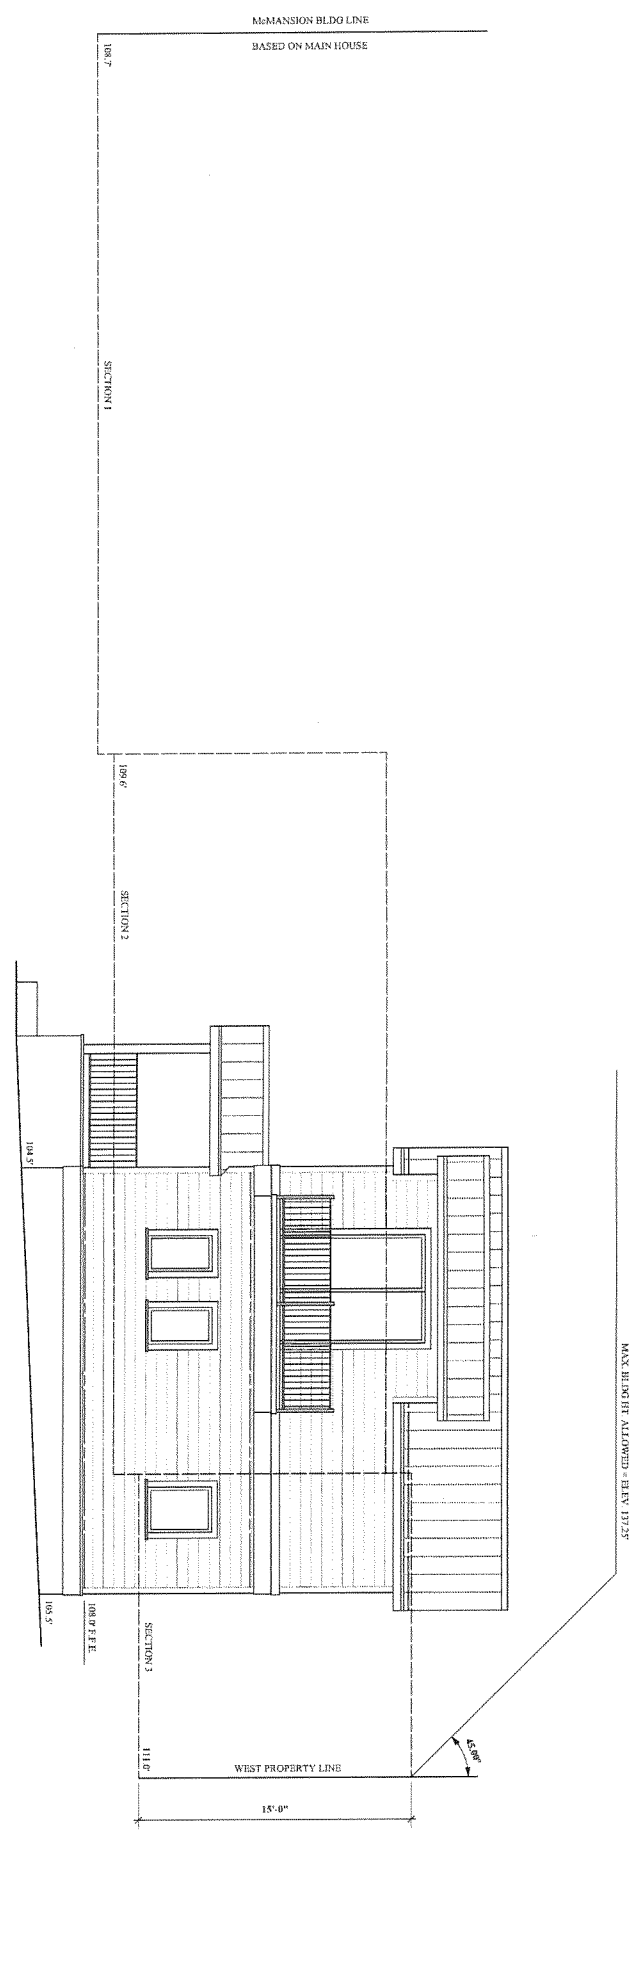 McMANSION BLDG LINE
BASED ON MAIN HOUSE
108.7'
SECTION 1
109.6'
SECTION 2
104.5'
MAX. BLDG HT ALLOWED = ELEV 137.25'
105.5'
108.0' F.F.E.
SECTION 3
111.0'
45.00°
WEST PROPERTY LINE
15'-0"